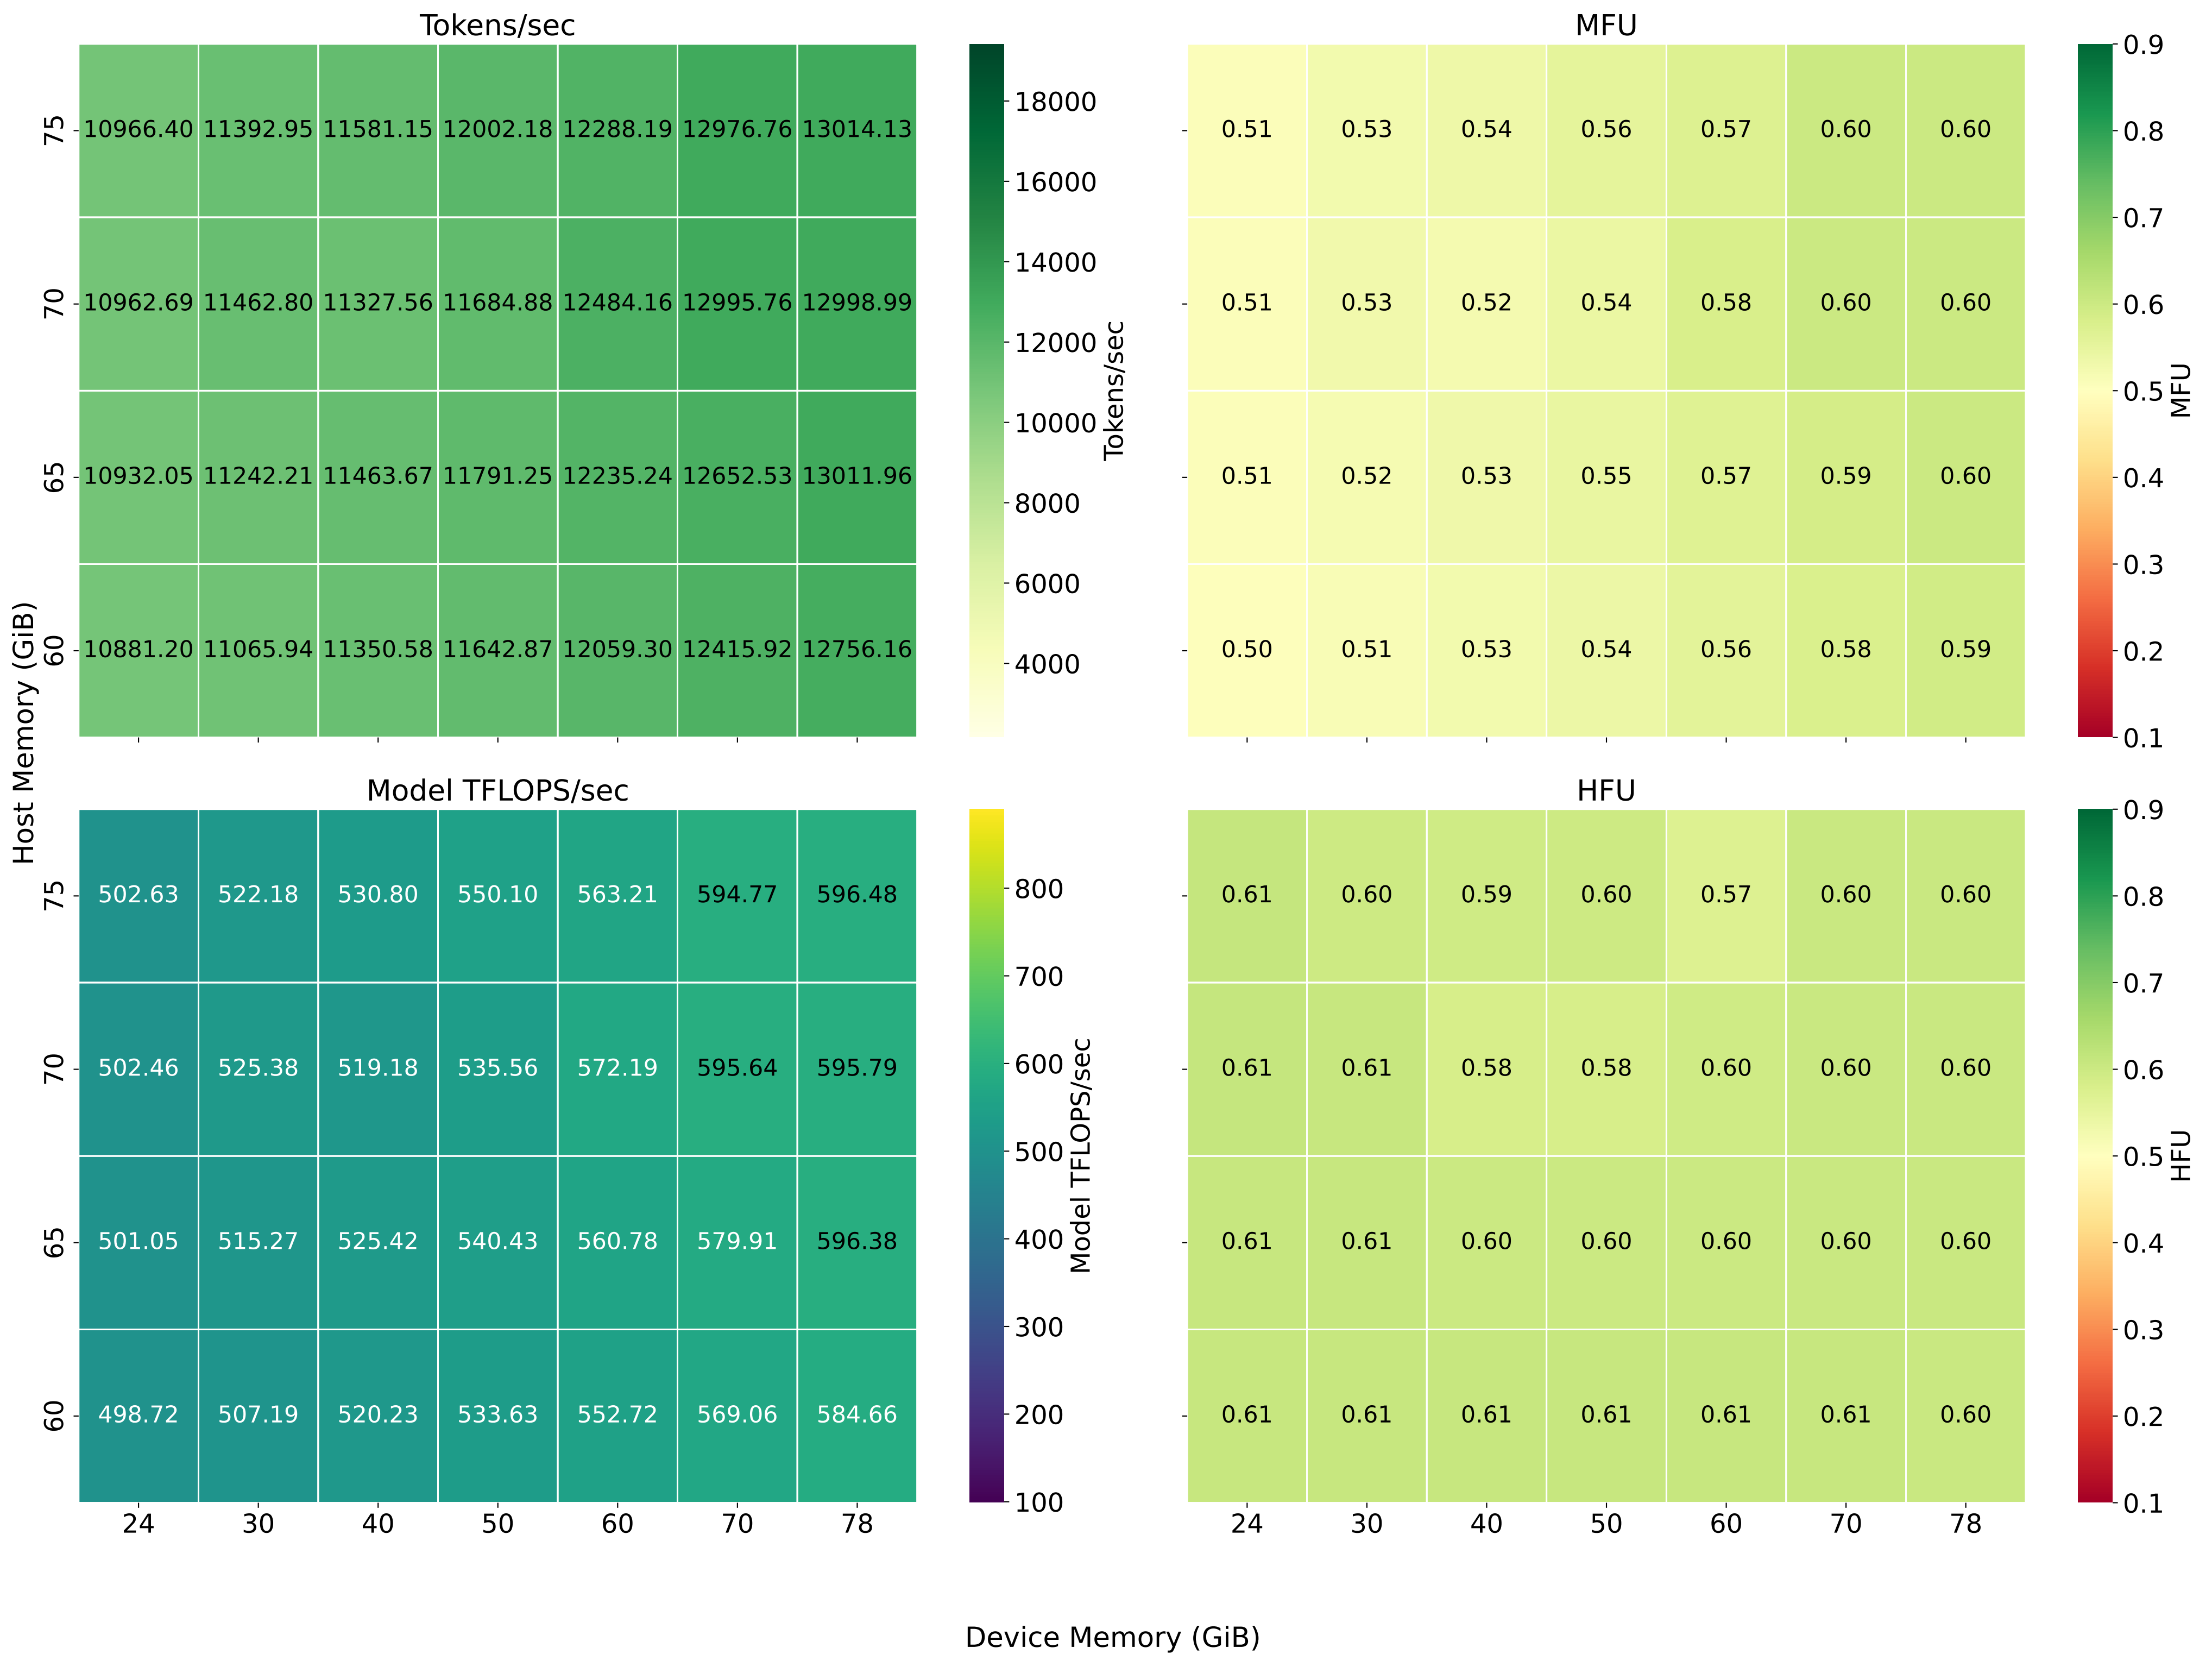 Tokens/sec
75
10966.40 11392.95 11581.15 12002.18 12288.19 12976.76 13014.13
70
10962.69 11462.80 11327.56 11684.88 12484.16 12995.76 12998.99
65
10932.05 11242.21 11463.67 11791.25 12235.24 12652.53 13011.96
60
10881.20 11065.94 11350.58 11642.87 12059.30 12415.92 12756.16
18000
16000
14000
12000
10000
8000
6000
4000
Tokens/sec
MFU
0.51 0.53 0.54 0.56 0.57 0.60 0.60
0.51 0.53 0.52 0.54 0.58 0.60 0.60
0.51 0.52 0.53 0.55 0.57 0.59 0.60
0.50 0.51 0.53 0.54 0.56 0.58 0.59
0.9
0.8
0.7
0.6
0.5
0.4
0.3
0.2
0.1
MFU
Host Memory (GiB)
Model TFLOPS/sec
75
502.63 522.18 530.80 550.10 563.21 594.77 596.48
70
502.46 525.38 519.18 535.56 572.19 595.64 595.79
65
501.05 515.27 525.42 540.43 560.78 579.91 596.38
60
498.72 507.19 520.23 533.63 552.72 569.06 584.66
24 30 40 50 60 70 78
800
700
600
500
400
300
200
100
Model TFLOPS/sec
HFU
0.61 0.60 0.59 0.60 0.57 0.60 0.60
0.61 0.61 0.58 0.58 0.60 0.60 0.60
0.61 0.61 0.60 0.60 0.60 0.60 0.60
0.61 0.61 0.61 0.61 0.61 0.61 0.60
24 30 40 50 60 70 78
0.9
0.8
0.7
0.6
0.5
0.4
0.3
0.2
0.1
HFU
Device Memory (GiB)